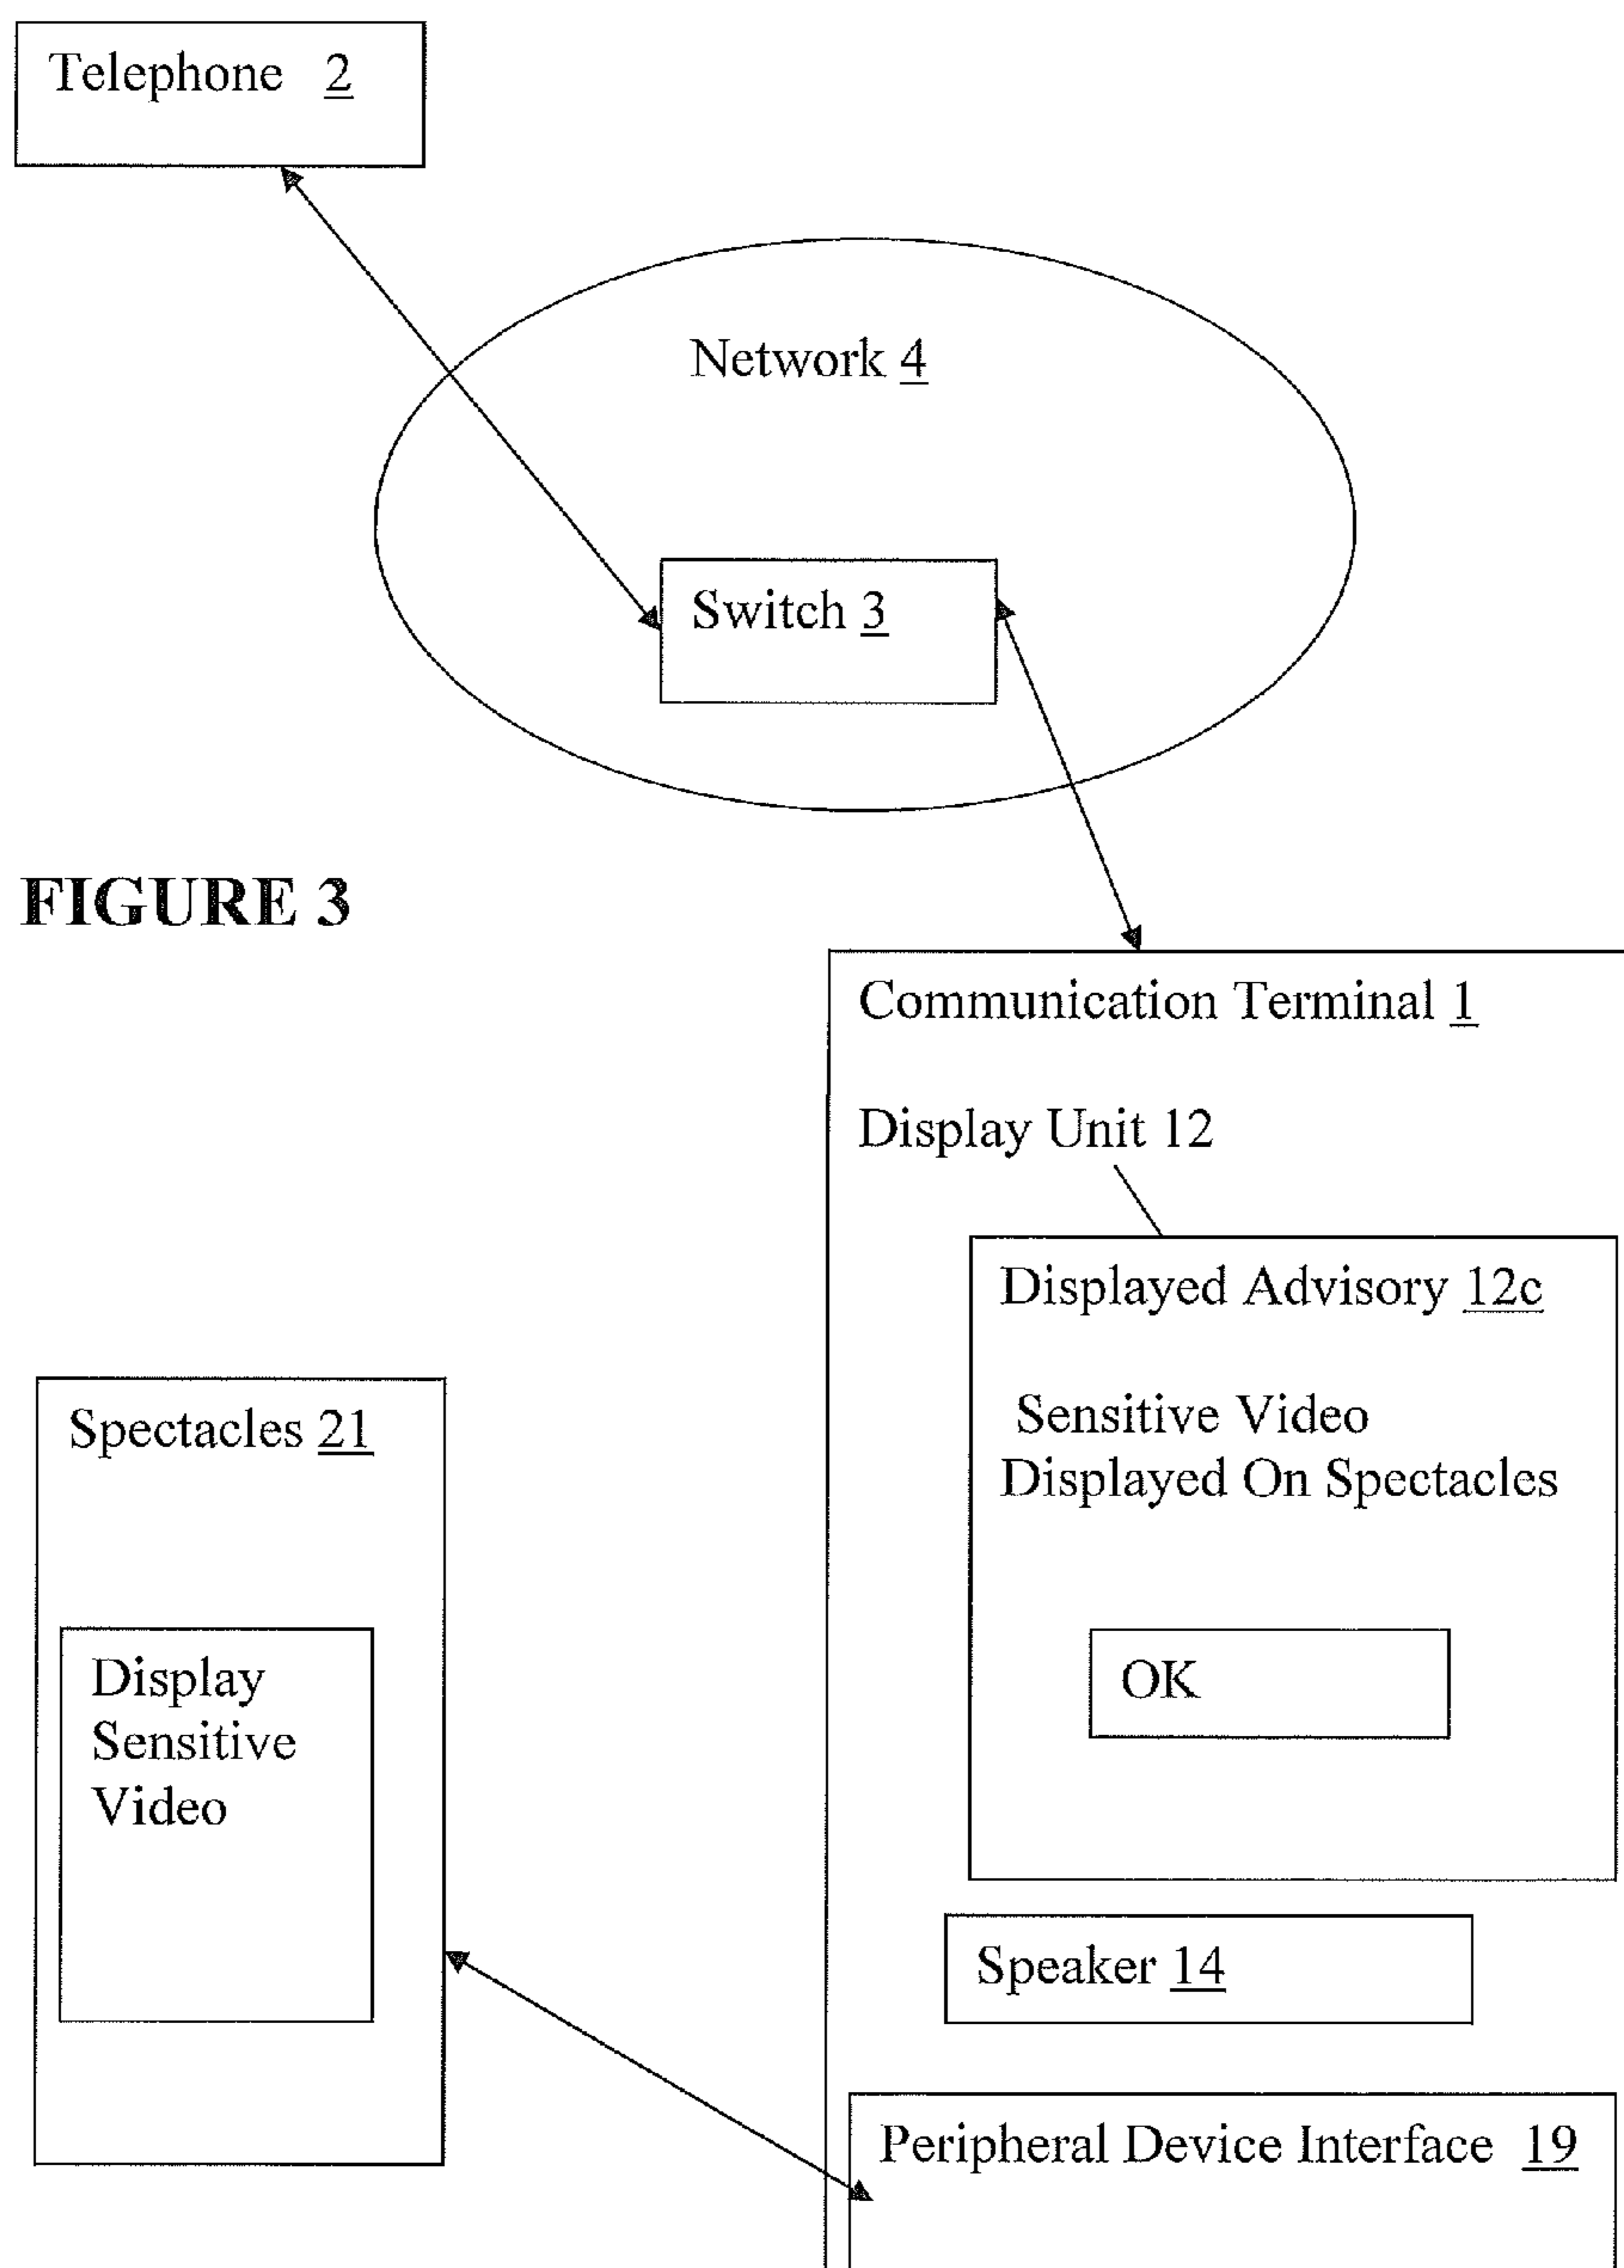 Telephone 2
Network 4
Switch 3
FIGURE 3
Communication Terminal 1
Display Unit 12
Displayed Advisory 12c
Sensitive Video
Displayed On Spectacles
OK
Spectacles 21
Display
Sensitive
Video
Speaker 14
Peripheral Device Interface 19